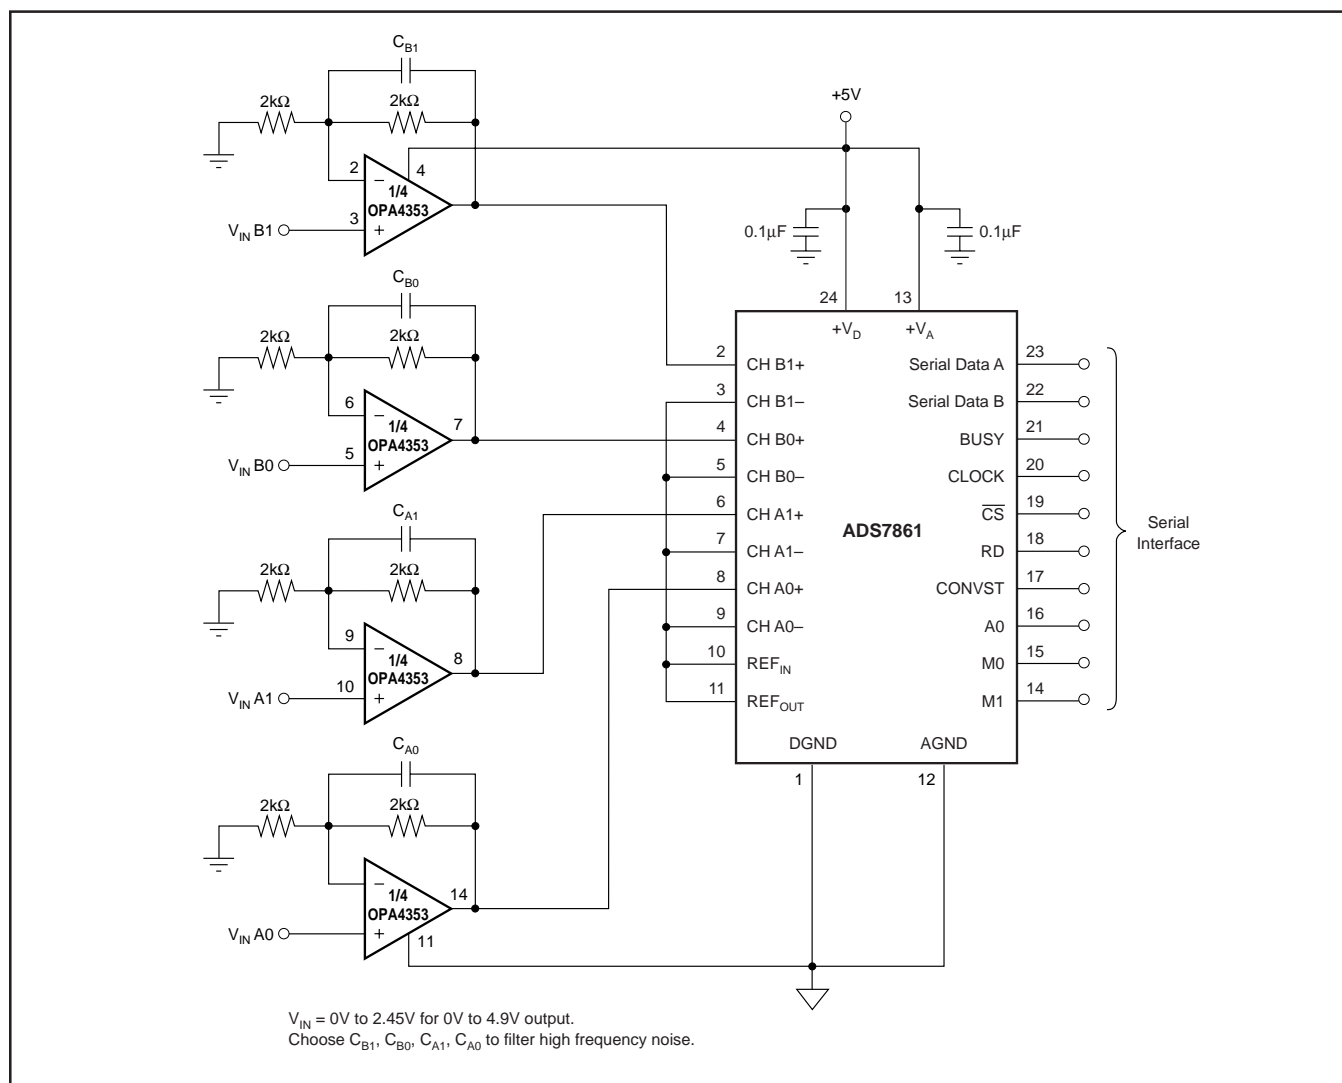 C_B1
2kΩ
2kΩ
2
4
–
1/4
OPA4353
3
+
V_IN B1
+5V
0.1µF
0.1µF
C_B0
2kΩ
2kΩ
6
–
7
1/4
OPA4353
5
+
V_IN B0
C_A1
2kΩ
2kΩ
9
–
8
1/4
OPA4353
10
+
V_IN A1
C_A0
2kΩ
2kΩ
–
14
1/4
OPA4353
+
11
V_IN A0
24
13
+V_D
+V_A
2
CH B1+
3
CH B1–
4
CH B0+
5
CH B0–
6
CH A1+
7
CH A1–
8
CH A0+
9
CH A0–
10
REF_IN
11
REF_OUT
ADS7861
Serial Data A
23
Serial Data B
22
BUSY
21
CLOCK
20
C̅S̅
19
RD
18
CONVST
17
A0
16
M0
15
M1
14
Serial
Interface
DGND
AGND
1
12
V_IN = 0V to 2.45V for 0V to 4.9V output.
Choose C_B1, C_B0, C_A1, C_A0 to filter high frequency noise.